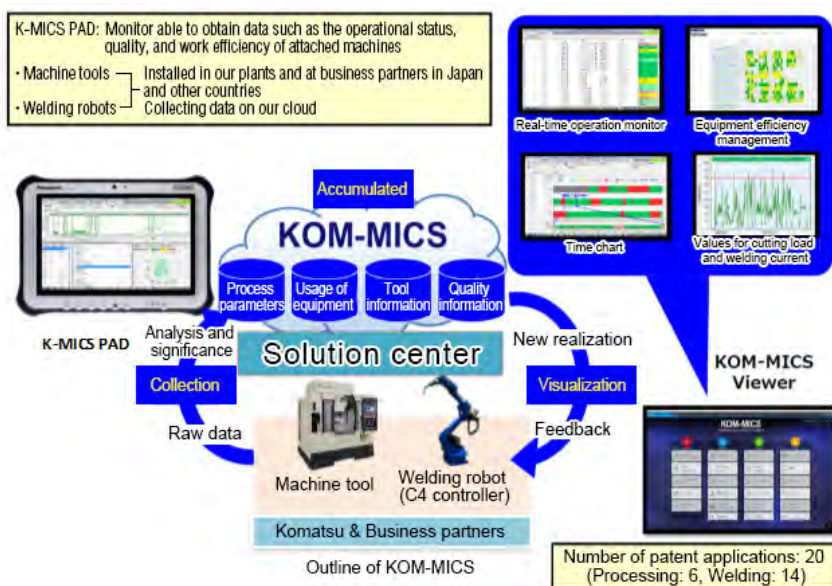 K-MICS PAD: Monitor able to obtain data such as the operational status,
quality, and work efficiency of attached machines
・Machine tools
Installed in our plants and at business partners in Japan
and other countries
・Welding robots
Collecting data on our cloud
Real-time operation monitor
Equipment efficiency
management
Time chart
Values for cutting load
and welding current
Panasonic
K-MICS PAD
Accumulated
KOM-MICS
Process
parameters
Usage of
equipment
Tool
information
Quality
information
Analysis and
significance
Solution center
New realization
Collection
Visualization
Raw data
Feedback
Machine tool
Welding robot
(C4 controller)
Komatsu & Business partners
Outline of KOM-MICS
KOM-MICS
Viewer
KOM-MICS
Number of patent applications: 20
(Processing: 6, Welding: 14)